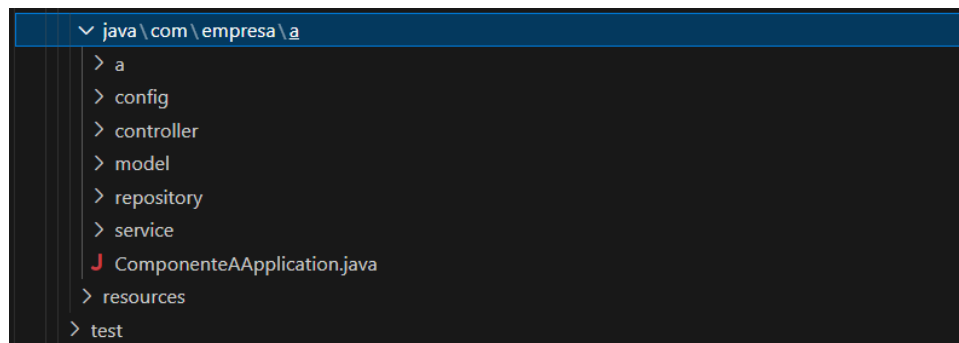 java\com\empresa\a
a
config
controller
model
repository
service
J ComponenteAApplication.java
resources
test